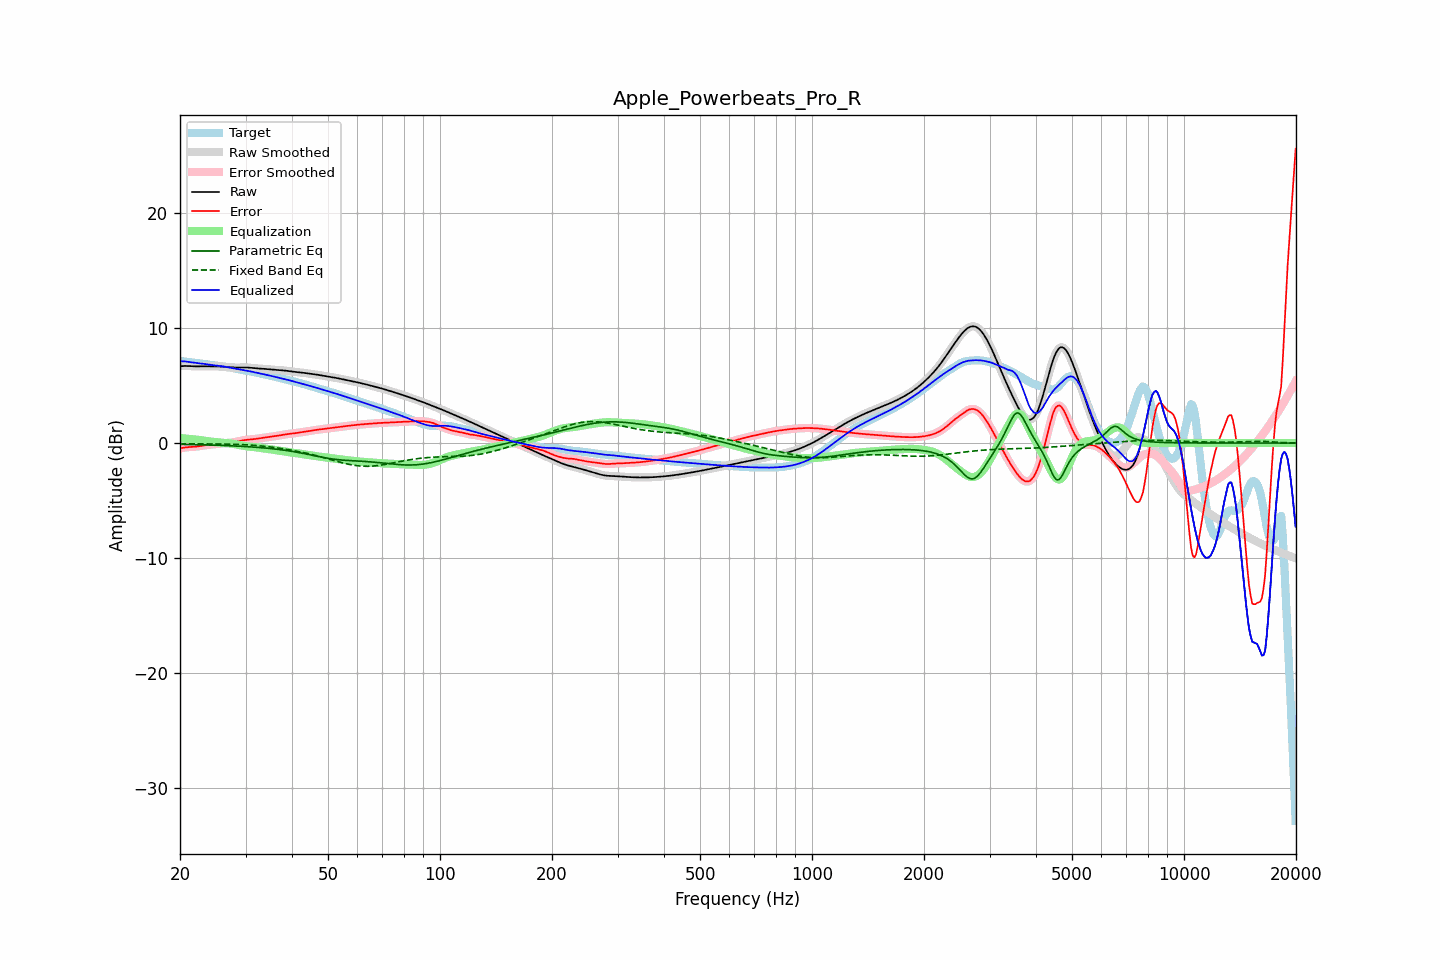 Apple_Powerbeats_Pro_R
Target
Raw Smoothed
Error Smoothed
Raw
Error
Equalization
Parametric Eq
Fixed Band Eq
Equalized
Amplitude (dBr)
20
10
0
−10
−20
−30
20 50 100 200 500 1000 2000 5000 10000 20000
Frequency (Hz)